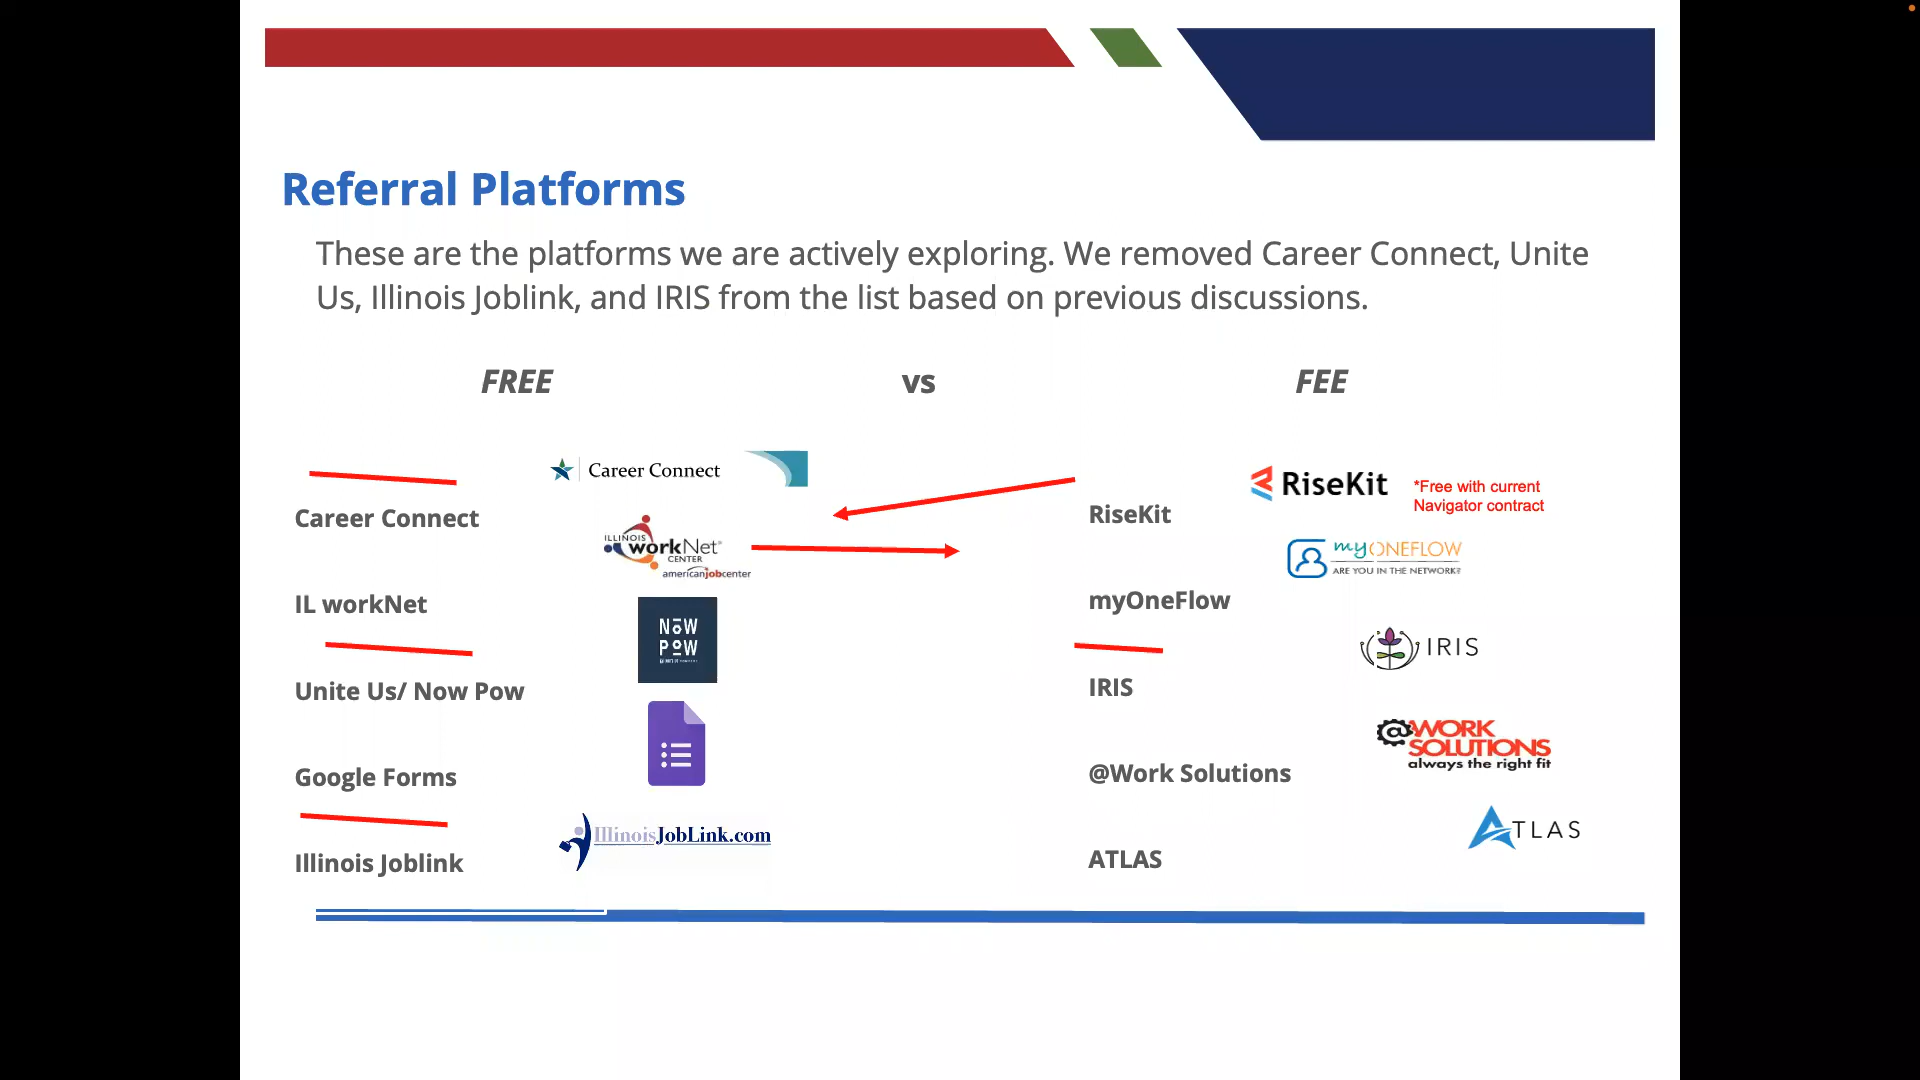 Referral Platforms
These are the platforms we are actively exploring. We removed Career Connect, Unite
Us, Illinois Joblink, and IRIS from the list based on previous discussions.
FREE
vs
FEE
Career Connect
Career Connect
ILLINOIS
workNet®
CENTER
americanjobcenter
IL workNet
NOW
POW
Unite Us/ Now Pow
Google Forms
IllinoisJobLink.com
Illinois Joblink
RiseKit
*Free with current
Navigator contract
RiseKit
myONEFLOW
ARE YOU IN THE NETWORK?
myOneFlow
IRIS
IRIS
@WORK
SOLUTIONS
always the right fit
@Work Solutions
ATLAS
ATLAS